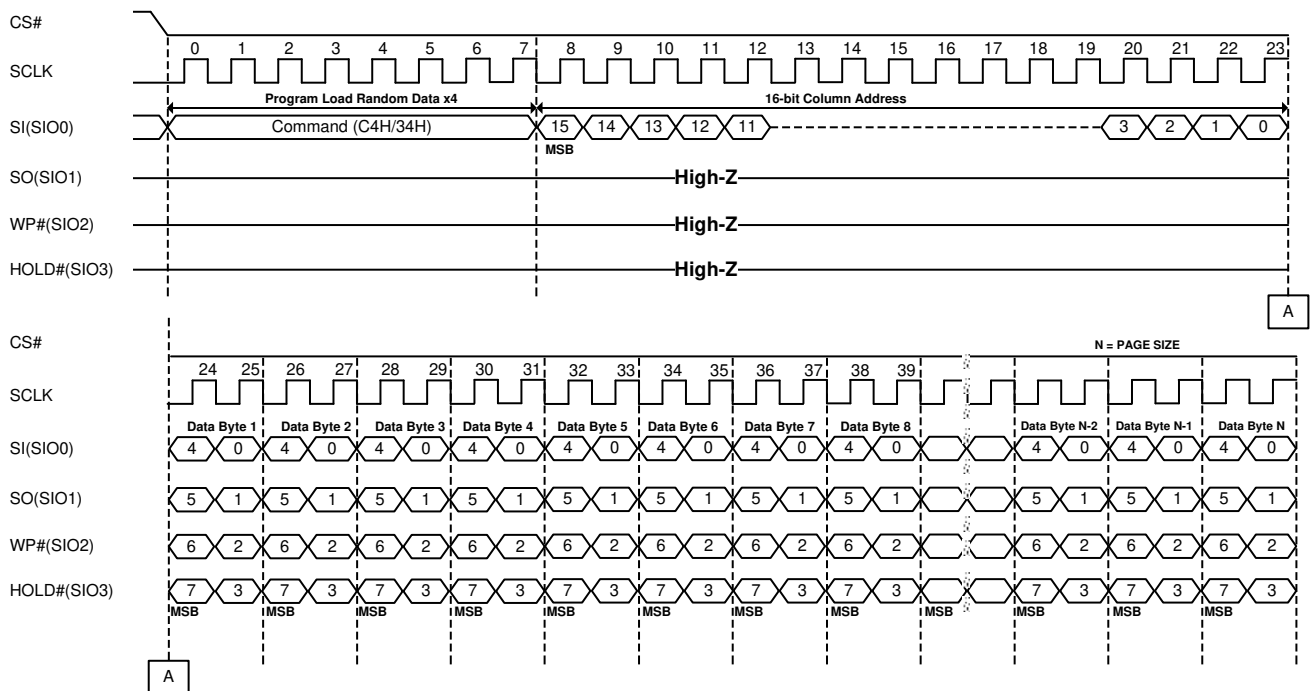 CS#
0 1 2 3 4 5 6 7 8 9 10 11 12 13 14 15 16 17 18 19 20 21 22 23
SCLK
Program Load Random Data x4 16-bit Column Address
SI(SIO0) Command (C4H/34H) 15 14 13 12 11 3 2 1 0
MSB
SO(SIO1) High-Z
WP#(SIO2) High-Z
HOLD#(SIO3) High-Z
A
CS#
N = PAGE SIZE
24 25 26 27 28 29 30 31 32 33 34 35 36 37 38 39
SCLK
Data Byte 1 Data Byte 2 Data Byte 3 Data Byte 4 Data Byte 5 Data Byte 6 Data Byte 7 Data Byte 8 Data Byte N-2 Data Byte N-1 Data Byte N
SI(SIO0) 4 0 4 0 4 0 4 0 4 0 4 0 4 0 4 0 4 0 4 0 4 0
SO(SIO1) 5 1 5 1 5 1 5 1 5 1 5 1 5 1 5 1 5 1 5 1 5 1
WP#(SIO2) 6 2 6 2 6 2 6 2 6 2 6 2 6 2 6 2 6 2 6 2 6 2
HOLD#(SIO3) 7 3 7 3 7 3 7 3 7 3 7 3 7 3 7 3 7 3 7 3 7 3
MSB MSB MSB MSB MSB MSB MSB MSB MSB MSB MSB MSB
A